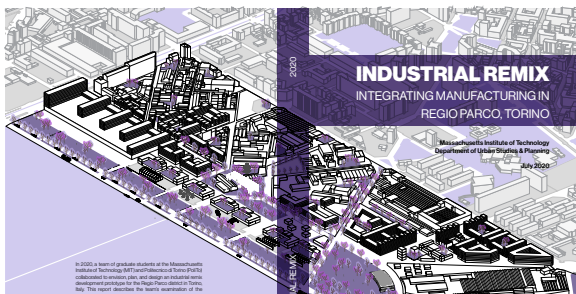 2020
INDUSTRIAL REMIX
INTEGRATING MANUFACTURING IN
REGIO PARCO, TORINO
Massachusetts Institute of Technology
Department of Urban Studies & Planning
July 2020
AL REMIX
In 2020, a team of graduate students at the Massachusetts
Institute of Technology (MIT) and Politecnico di Torino (PoliTo)
collaborated to envision, plan, and design an industrial remix
development prototype for the Regio Parco district in Torino,
Italy. This report describes the team's examination of the